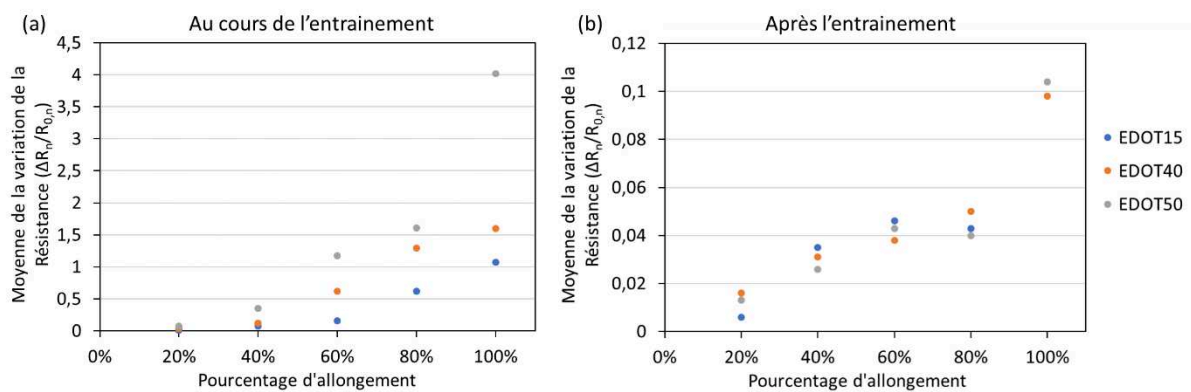 (a) Au cours de l'entrainement
Moyenne de la variation de la
Résistance (ΔRn/R0,n)
4,5
4
3,5
3
2,5
2
1,5
1
0,5
0
0% 20% 40% 60% 80% 100%
Pourcentage d'allongement
(b) Après l'entrainement
Moyenne de la variation de la
Résistance (ΔRn/R0,n)
0,12
0,1
0,08
0,06
0,04
0,02
0
0% 20% 40% 60% 80% 100%
Pourcentage d'allongement
EDOT15
EDOT40
EDOT50